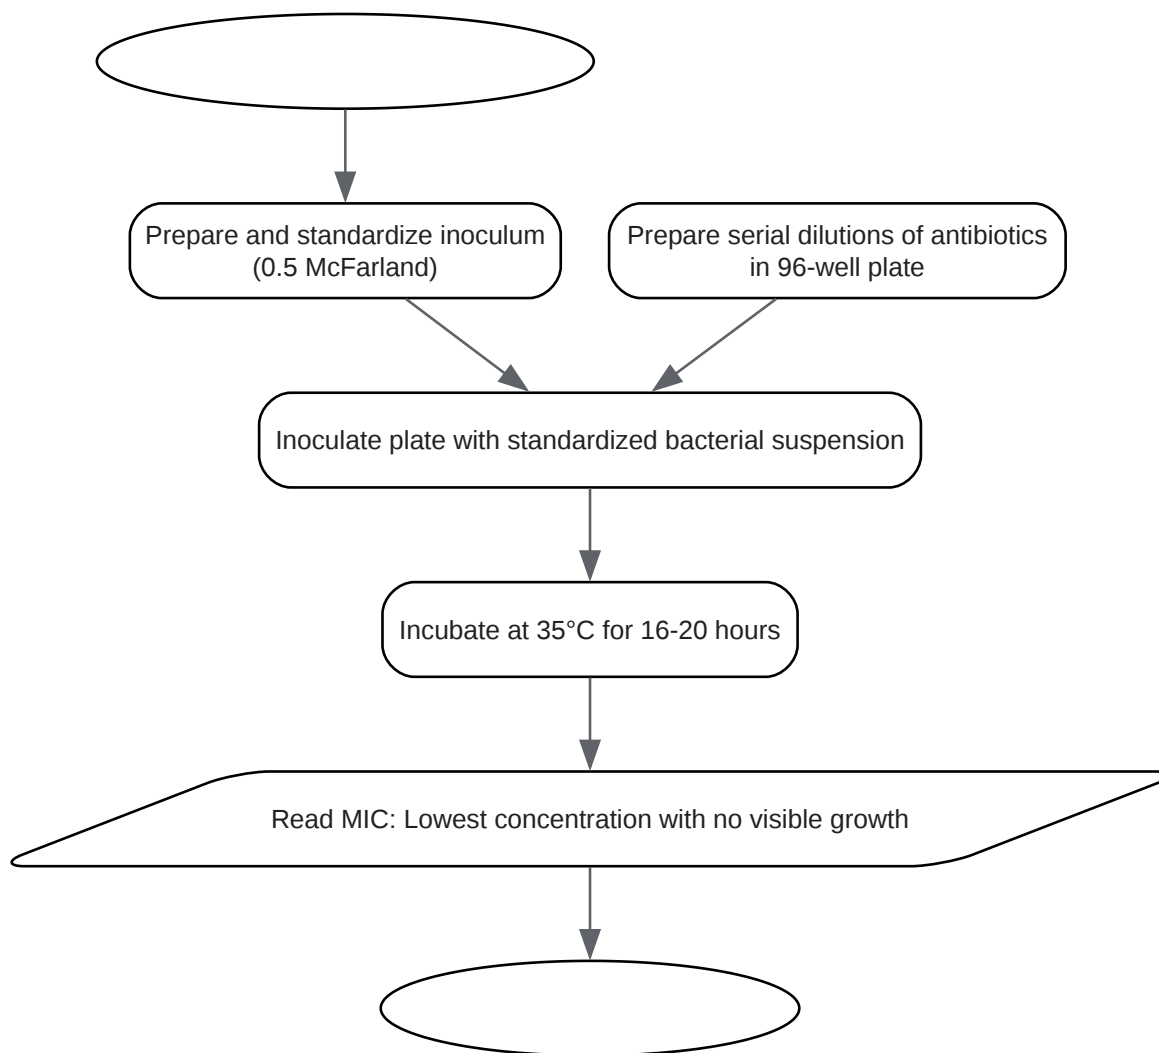 Prepare and standardize inoculum
(0.5 McFarland)
Prepare serial dilutions of antibiotics
in 96-well plate
Inoculate plate with standardized bacterial suspension
Incubate at 35°C for 16-20 hours
Read MIC: Lowest concentration with no visible growth